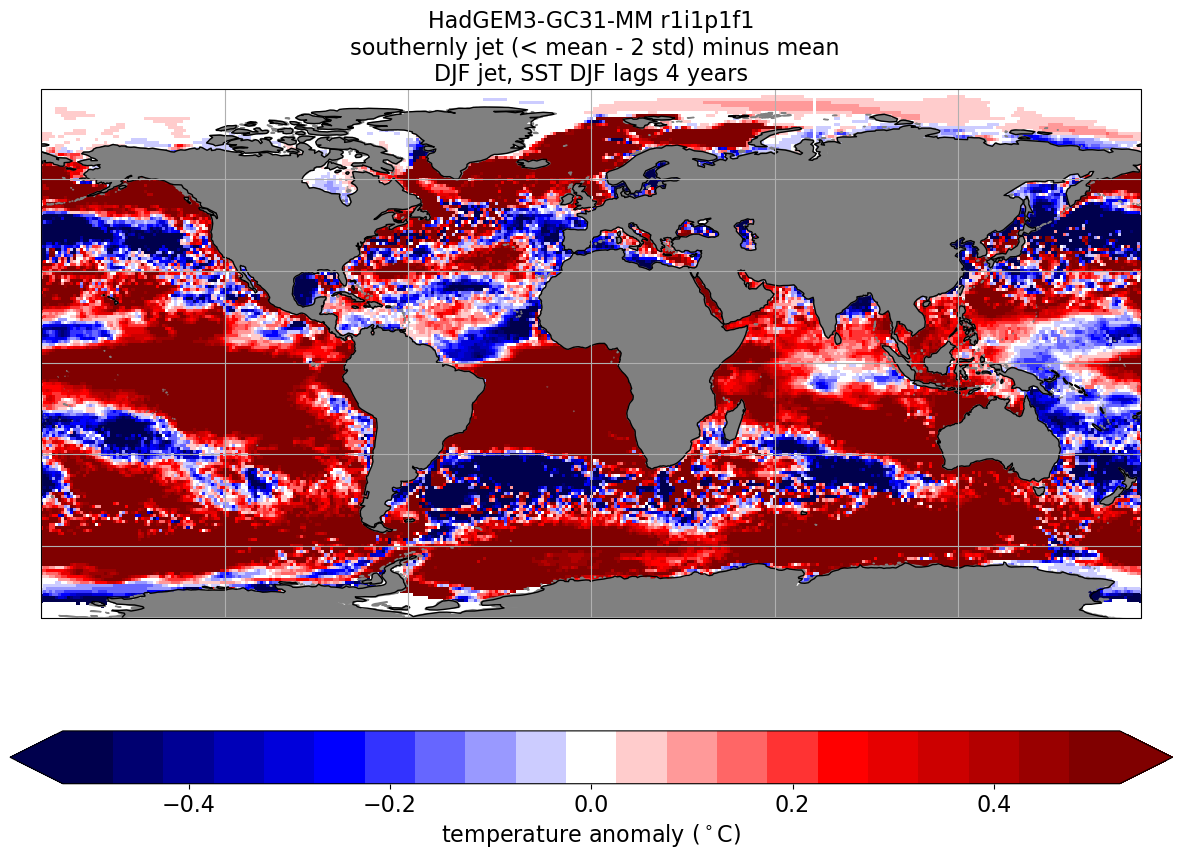 HadGEM3-GC31-MM r1i1p1f1
southernly jet (< mean - 2 std) minus mean
DJF jet, SST DJF lags 4 years
−0.4 −0.2 0.0 0.2 0.4
temperature anomaly (∘C)